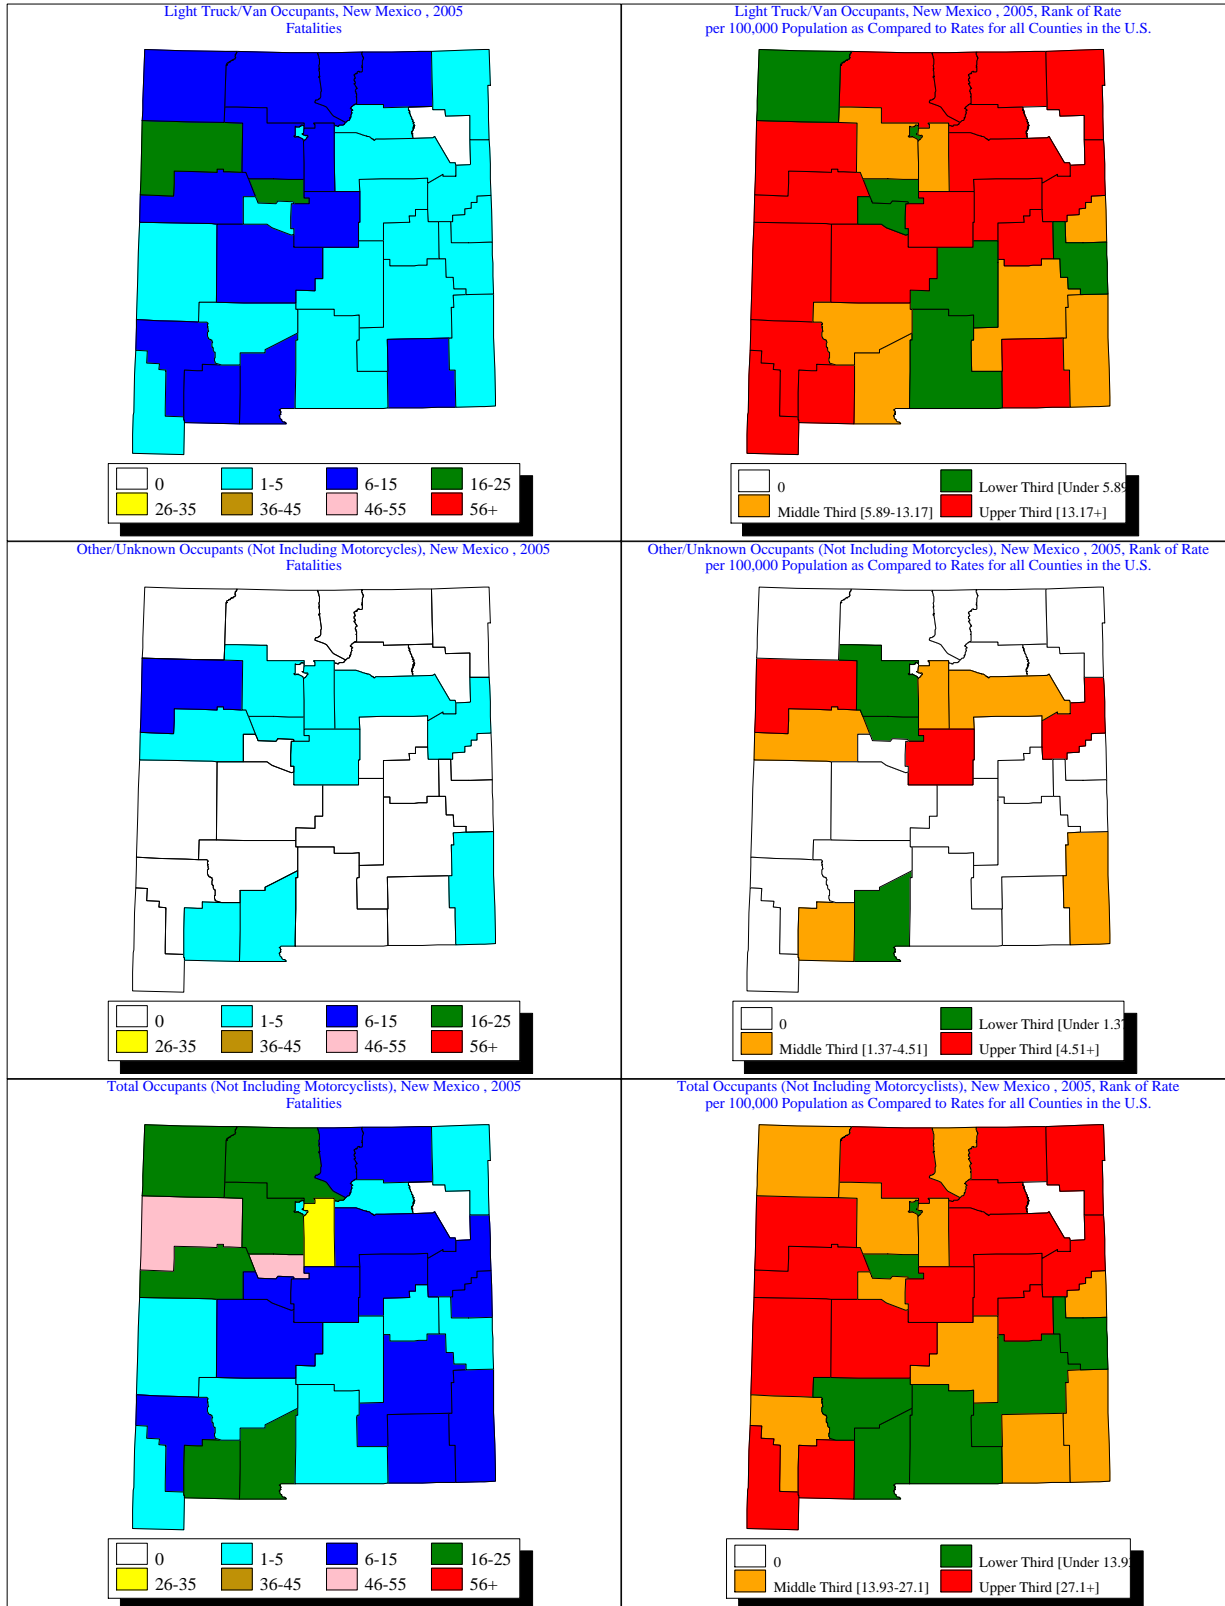 Light Truck/Van Occupants, New Mexico , 2005
Fatalities
0
1-5
6-15
16-25
26-35
36-45
46-55
56+
Light Truck/Van Occupants, New Mexico , 2005, Rank of Rate
per 100,000 Population as Compared to Rates for all Counties in the U.S.
0
Lower Third [Under 5.89
Middle Third [5.89-13.17]
Upper Third [13.17+]
Other/Unknown Occupants (Not Including Motorcycles), New Mexico , 2005
Fatalities
0
1-5
6-15
16-25
26-35
36-45
46-55
56+
Other/Unknown Occupants (Not Including Motorcycles), New Mexico , 2005, Rank of Rate
per 100,000 Population as Compared to Rates for all Counties in the U.S.
0
Lower Third [Under 1.37
Middle Third [1.37-4.51]
Upper Third [4.51+]
Total Occupants (Not Including Motorcyclists), New Mexico , 2005
Fatalities
0
1-5
6-15
16-25
26-35
36-45
46-55
56+
Total Occupants (Not Including Motorcyclists), New Mexico , 2005, Rank of Rate
per 100,000 Population as Compared to Rates for all Counties in the U.S.
0
Lower Third [Under 13.9
Middle Third [13.93-27.1]
Upper Third [27.1+]